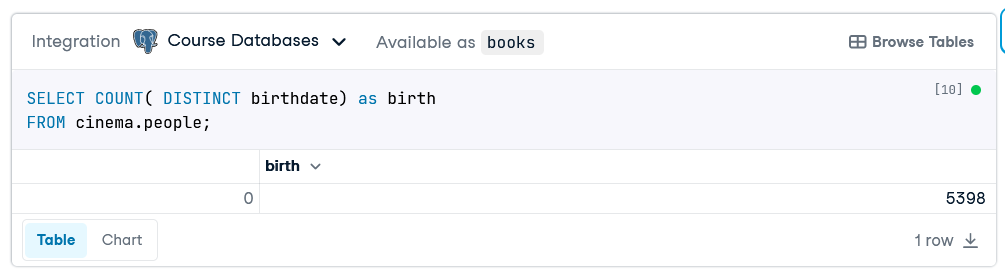 Integration Course Databases Available as books Browse Tables
SELECT COUNT( DISTINCT birthdate) as birth [10]
FROM cinema.people;
birth
0 5398
Table Chart 1 row